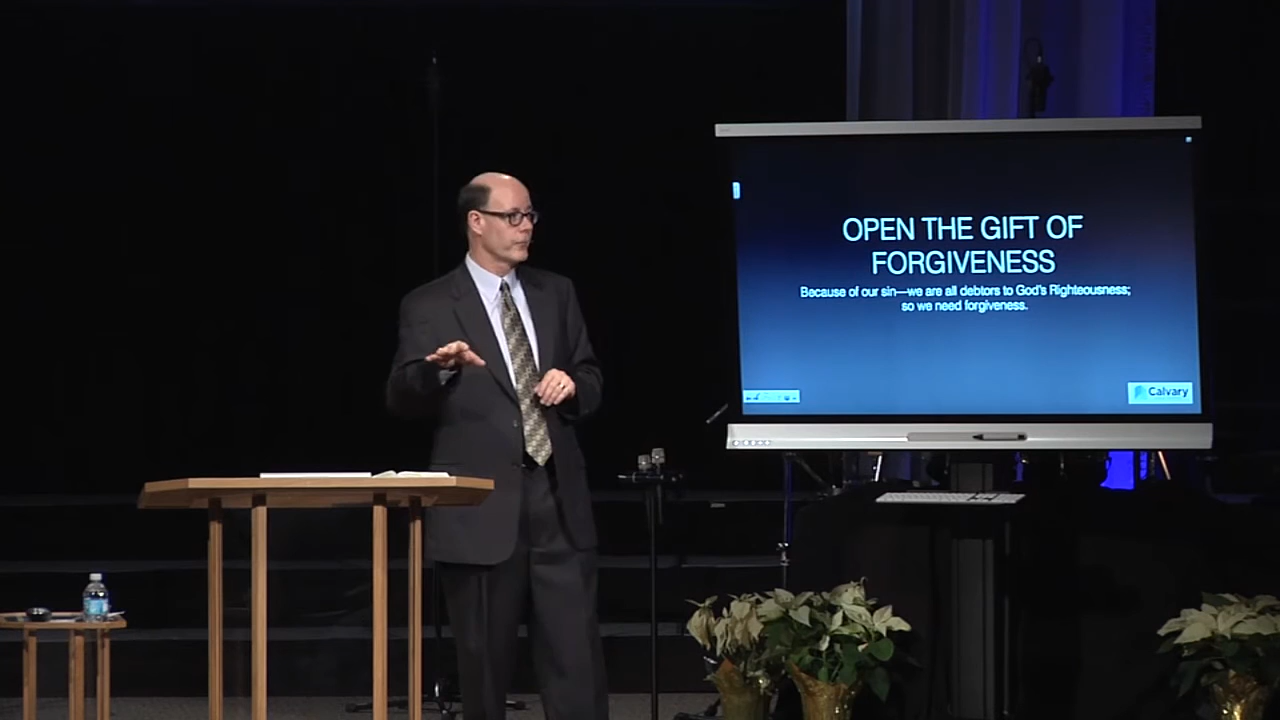 OPEN THE GIFT OF
FORGIVENESS
Because of our sin—we are all debtors to God's Righteousness;
so we need forgiveness.
Calvary